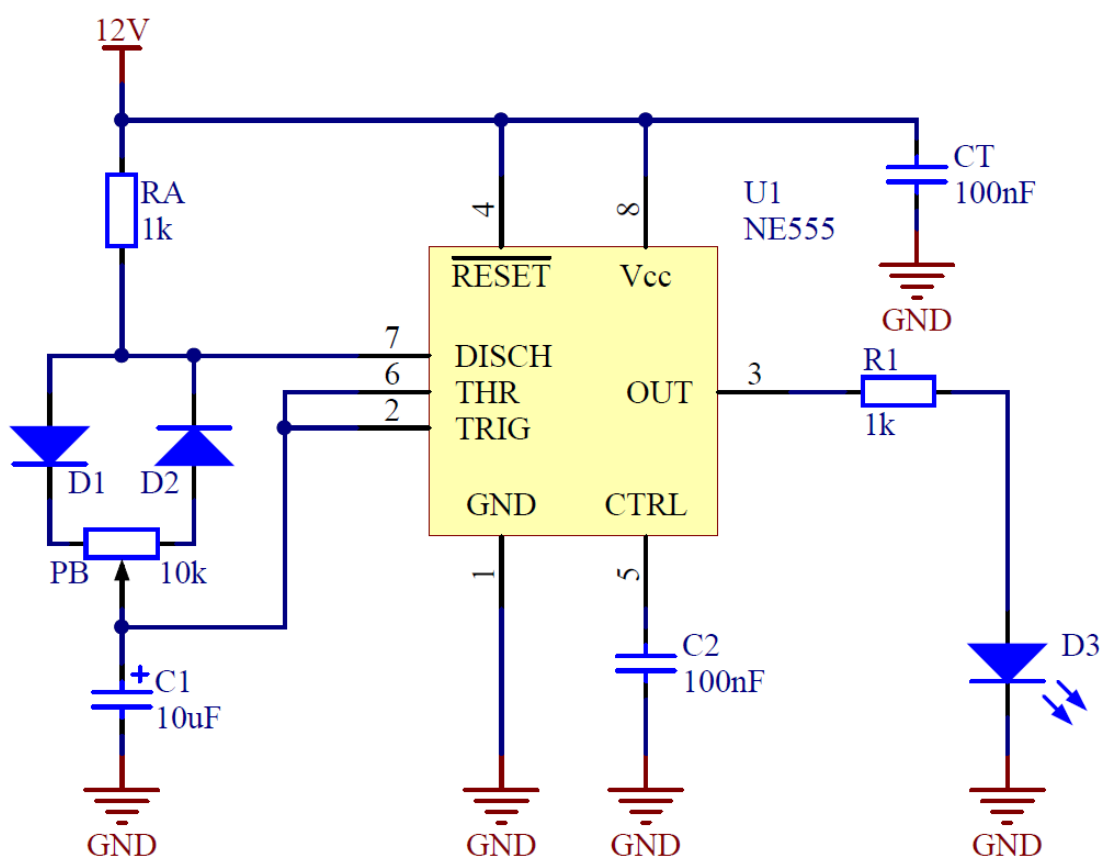 12V
RA
1k
4
8
U1
NE555
CT
100nF
GND
RESET
Vcc
7
DISCH
6
THR
2
TRIG
OUT
3
R1
1k
D1
D2
GND
CTRL
PB
10k
1
5
C1
10uF
C2
100nF
D3
GND
GND
GND
GND